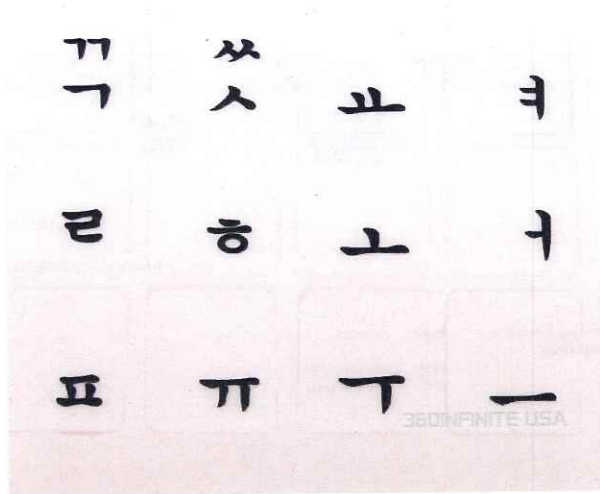 ㄲ ㅆ
ㄱ ㅅ ㅛ ㅕ
ㄹ ㅎ ㅗ ㅓ
ㅍ ㅠ ㅜ ㅡ
360INFINITE USA